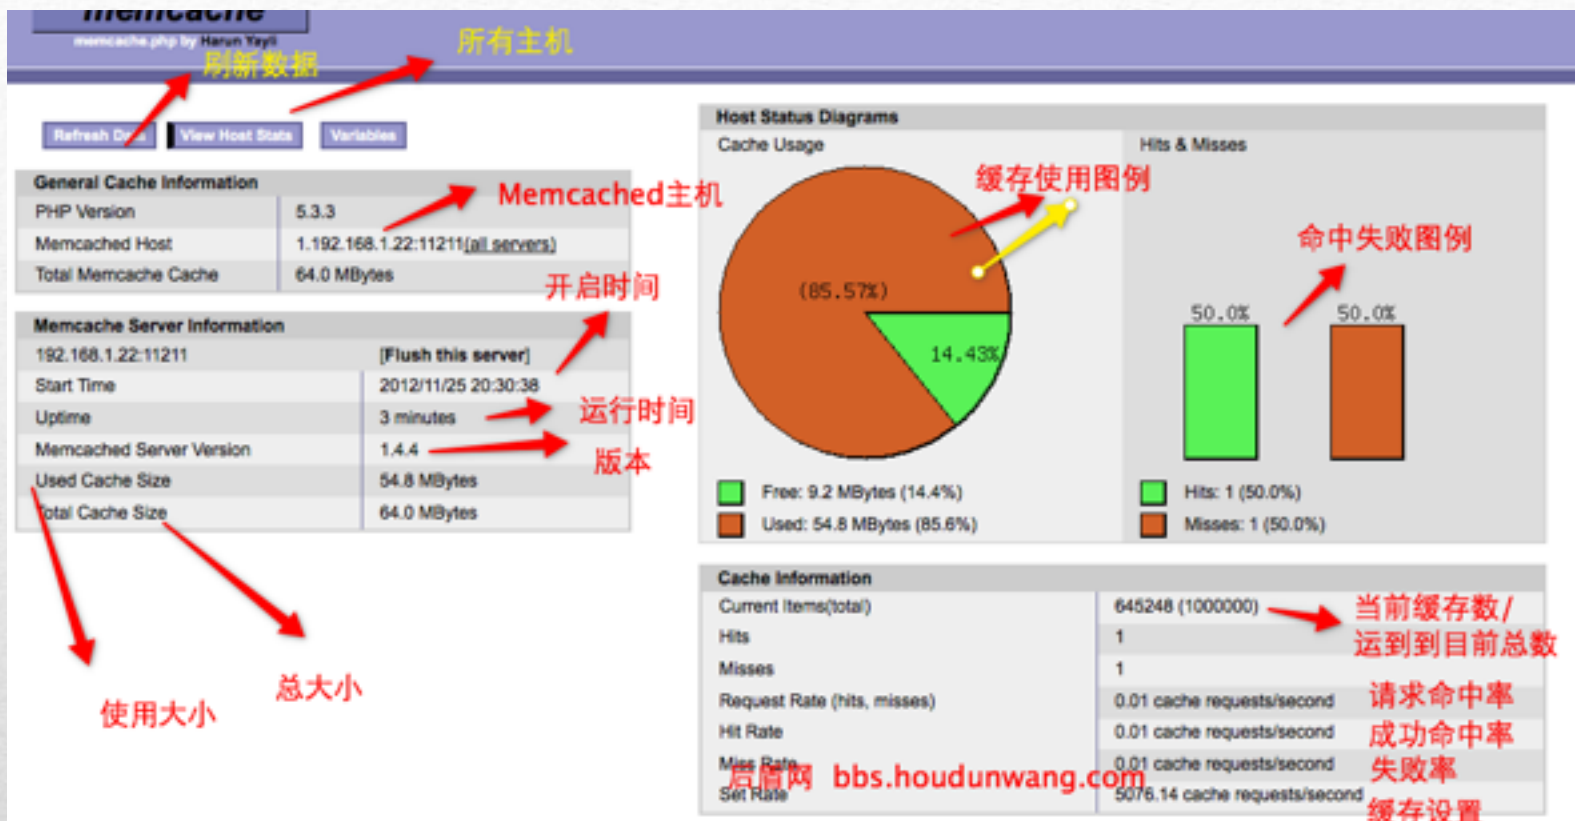 memcache
memcache.php by Harun Yayli
刷新数据
所有主机
Refresh Data
View Host Stats
Variables
General Cache Information
PHP Version 5.3.3
Memcached Host 1.192.168.1.22:11211(all servers)
Total Memcache Cache 64.0 MBytes
Memcached主机
开启时间
Memcache Server Information
192.168.1.22:11211 [Flush this server]
Start Time 2012/11/25 20:30:38
Uptime 3 minutes
运行时间
Memcached Server Version 1.4.4
版本
Used Cache Size 54.8 MBytes
Total Cache Size 64.0 MBytes
使用大小
总大小
Host Status Diagrams
Cache Usage
Hits & Misses
缓存使用图例
命中失败图例
(85.57%)
14.43%
50.0%
50.0%
Free: 9.2 MBytes (14.4%)
Used: 54.8 MBytes (85.6%)
Hits: 1 (50.0%)
Misses: 1 (50.0%)
Cache Information
Current Items(total) 645248 (1000000)
当前缓存数/
运到到目前总数
Hits 1
Misses 1
Request Rate (hits, misses) 0.01 cache requests/second
请求命中率
Hit Rate 0.01 cache requests/second
成功命中率
Miss Rate 0.01 cache requests/second
失败率
后盾网 bbs.houdunwang.com
Set Rate 5076.14 cache requests/second
缓存设置